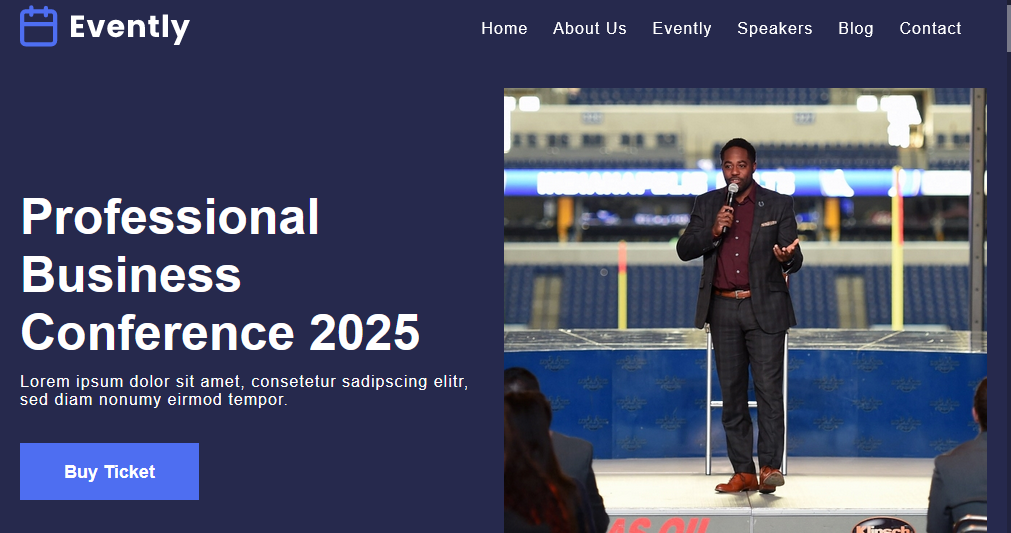 Evently
Home About Us Evently Speakers Blog Contact
Professional
Business
Conference 2025
Lorem ipsum dolor sit amet, consetetur sadipscing elitr,
sed diam nonumy eirmod tempor.
Buy Ticket
Klipsch